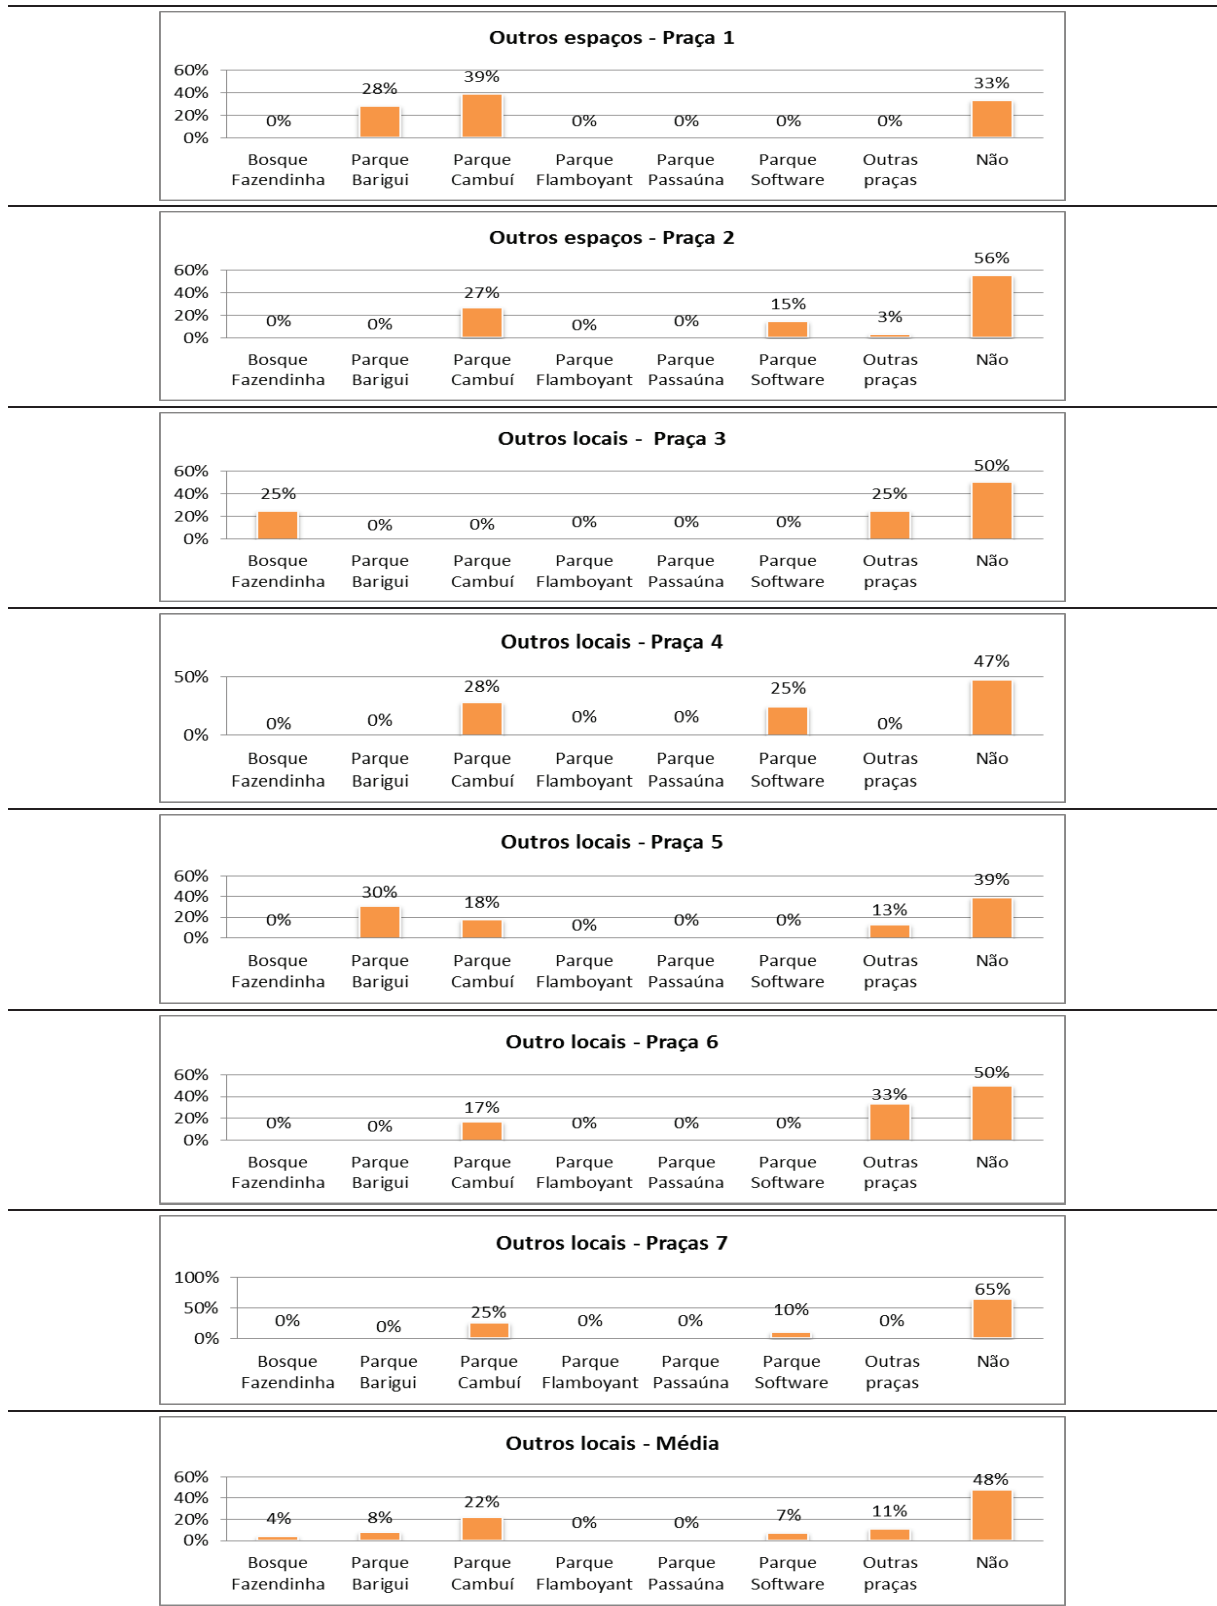 Outros espaços - Praça 1
60%
40%
20%
0%
0%
28%
39%
0%
0%
0%
0%
33%
Bosque Fazendinha
Parque Barigui
Parque Cambuí
Parque Flamboyant
Parque Passaúna
Parque Software
Outras praças
Não
Outros espaços - Praça 2
60%
40%
20%
0%
0%
0%
27%
0%
0%
15%
3%
56%
Bosque Fazendinha
Parque Barigui
Parque Cambuí
Parque Flamboyant
Parque Passaúna
Parque Software
Outras praças
Não
Outros locais - Praça 3
60%
40%
20%
0%
25%
0%
0%
0%
0%
0%
25%
50%
Bosque Fazendinha
Parque Barigui
Parque Cambuí
Parque Flamboyant
Parque Passaúna
Parque Software
Outras praças
Não
Outros locais - Praça 4
50%
0%
0%
0%
28%
0%
0%
25%
0%
47%
Bosque Fazendinha
Parque Barigui
Parque Cambuí
Parque Flamboyant
Parque Passaúna
Parque Software
Outras praças
Não
Outros locais - Praça 5
60%
40%
20%
0%
0%
30%
18%
0%
0%
0%
13%
39%
Bosque Fazendinha
Parque Barigui
Parque Cambuí
Parque Flamboyant
Parque Passaúna
Parque Software
Outras praças
Não
Outro locais - Praça 6
60%
40%
20%
0%
0%
0%
17%
0%
0%
0%
33%
50%
Bosque Fazendinha
Parque Barigui
Parque Cambuí
Parque Flamboyant
Parque Passaúna
Parque Software
Outras praças
Não
Outros locais - Praças 7
100%
50%
0%
0%
0%
25%
0%
0%
10%
0%
65%
Bosque Fazendinha
Parque Barigui
Parque Cambuí
Parque Flamboyant
Parque Passaúna
Parque Software
Outras praças
Não
Outros locais - Média
60%
40%
20%
0%
4%
8%
22%
0%
0%
7%
11%
48%
Bosque Fazendinha
Parque Barigui
Parque Cambuí
Parque Flamboyant
Parque Passaúna
Parque Software
Outras praças
Não